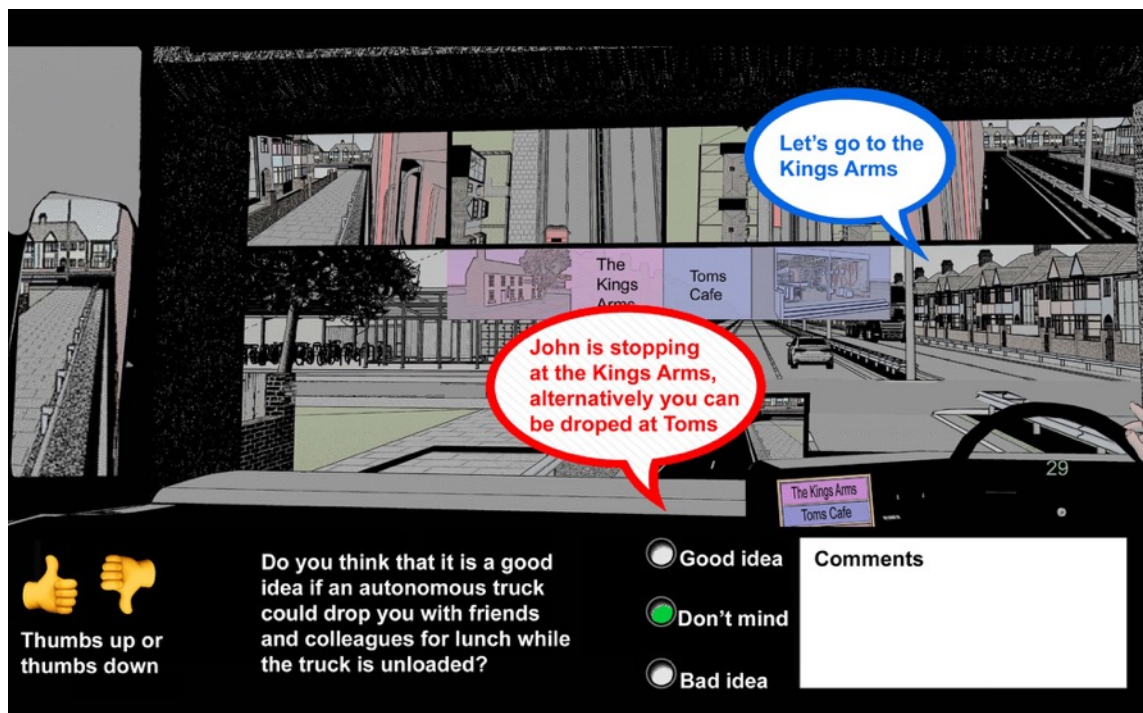 Let's go to the
Kings Arms
The
Kings
Arms
Toms
Cafe
John is stopping
at the Kings Arms,
alternatively you can
be droped at Toms
29
The Kings Arms
Toms Cafe
Thumbs up or
thumbs down
Do you think that it is a good
idea if an autonomous truck
could drop you with friends
and colleagues for lunch while
the truck is unloaded?
Good idea
Don't mind
Bad idea
Comments